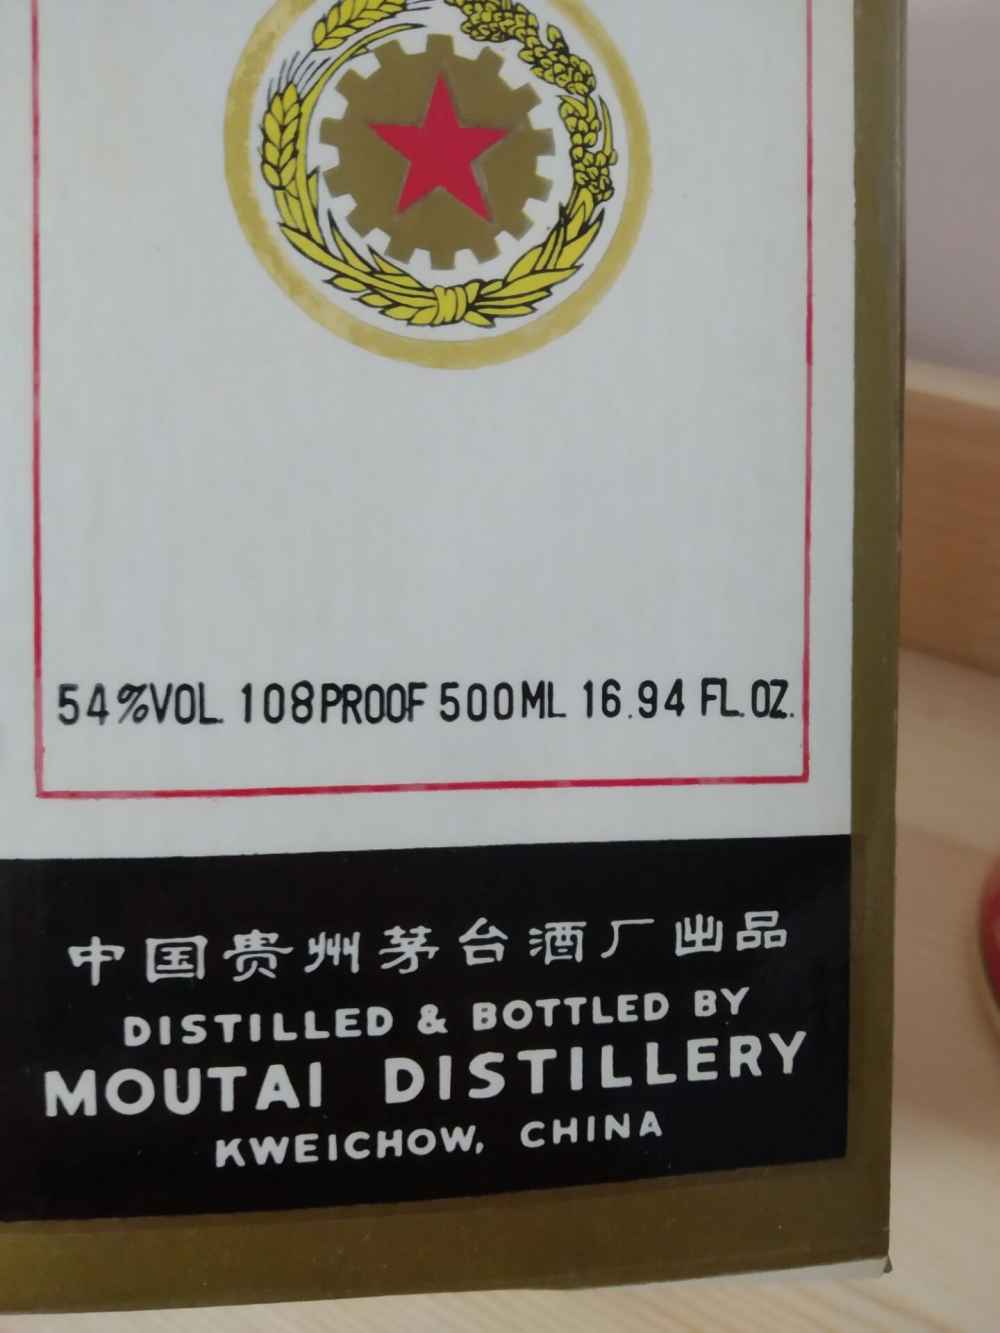 54%VOL. 108PROOF 500ML 16.94 FL.OZ.
中国贵州茅台酒厂出品
DISTILLED & BOTTLED BY
MOUTAI DISTILLERY
KWEICHOW, CHINA